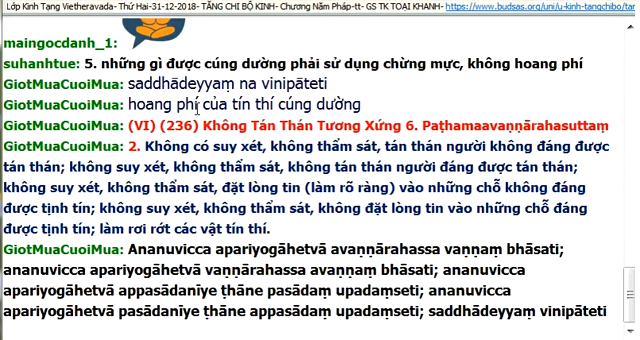 Lớp Kinh Tạng Vietheravada- Thứ Hai-31-12-2018- TĂNG CHI BỘ KINH- Chương Năm Pháp-tt- GS TK TOẠI KHANH- https://www.budsas.org/uni/u-kinh-tangchibo/tan
maingocdanh_1:
suhanhtue: 5. những gì được cúng dường phải sử dụng chừng mực, không hoang phí
GiotMuaCuoiMua: saddhādeyyaṃ na vinipāteti
GiotMuaCuoiMua: hoang phí của tín thí cúng dường
GiotMuaCuoiMua: (VI) (236) Không Tán Thán Tương Xứng 6. Paṭhamaavaṇṇārahasuttaṃ
GiotMuaCuoiMua: 2. Không có suy xét, không thẩm sát, tán thán người không đáng được
tán thán; không suy xét, không thẩm sát, không tán thán người đáng được tán thán;
không suy xét, không thẩm sát, đặt lòng tin (làm rõ ràng) vào những chỗ không đáng
được tịnh tín; không suy xét, không thẩm sát, không đặt lòng tin vào những chỗ đáng
được tịnh tín; làm rơi rớt các vật tín thí.
GiotMuaCuoiMua: Ananuvicca apariyogāhetvā avaṇṇārahassa vaṇṇaṃ bhāsati;
ananuvicca apariyogāhetvā vaṇṇārahassa avaṇṇaṃ bhāsati; ananuvicca
apariyogāhetvā appasādanīye ṭhāne pasādaṃ upadaṃseti; ananuvicca
apariyogāhetvā pasādanīye ṭhāne appasādaṃ upadaṃseti; saddhādeyyaṃ vinipāteti